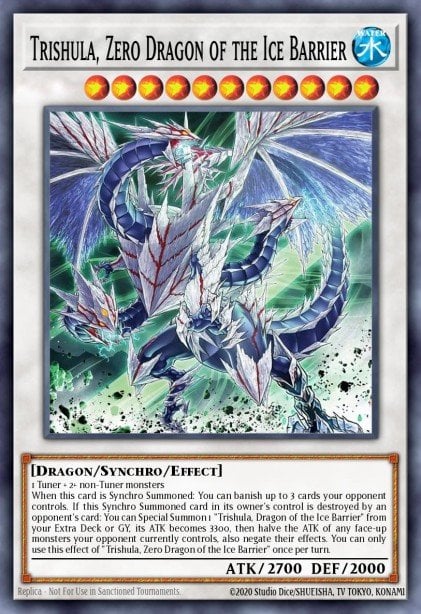 Trishula, Zero Dragon of the Ice Barrier
WATER
水
[Dragon/Synchro/Effect]
1 Tuner + 2+ non-Tuner monsters
When this card is Synchro Summoned: You can banish up to 3 cards your opponent
controls. If this Synchro Summoned card in its owner's control is destroyed by an
opponent's card: You can Special Summon 1 "Trishula, Dragon of the Ice Barrier" from
your Extra Deck or GY, its ATK becomes 3300, then halve the ATK of any face-up
monsters your opponent currently controls, also negate their effects. You can only
use this effect of "Trishula, Zero Dragon of the Ice Barrier" once per turn.
ATK/2700 DEF/2000
Replica - Not For Use in Sanctioned Tournaments.
©2020 Studio Dice/SHUEISHA, TV TOKYO, KONAMI